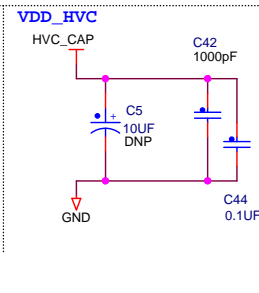 VDD_HVC
HVC_CAP
C42
1000pF
C5
+
10UF
DNP
C44
0.1UF
GND